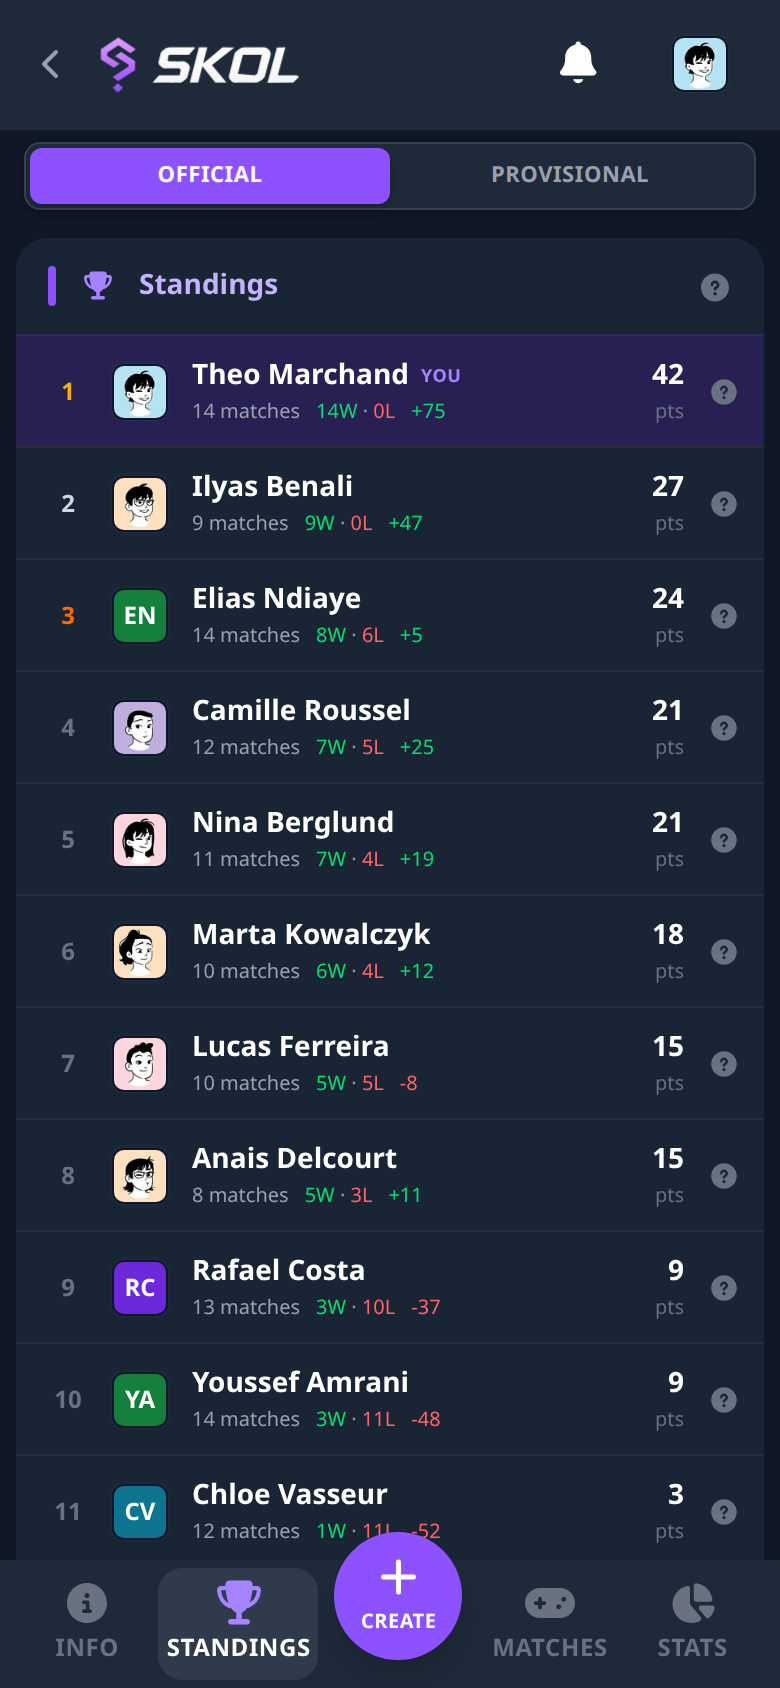 SKOL
OFFICIAL
PROVISIONAL
Standings
1
Theo Marchand YOU
14 matches 14W · 0L +75
42
pts
2
Ilyas Benali
9 matches 9W · 0L +47
27
pts
3
EN
Elias Ndiaye
14 matches 8W · 6L +5
24
pts
4
Camille Roussel
12 matches 7W · 5L +25
21
pts
5
Nina Berglund
11 matches 7W · 4L +19
21
pts
6
Marta Kowalczyk
10 matches 6W · 4L +12
18
pts
7
Lucas Ferreira
10 matches 5W · 5L -8
15
pts
8
Anais Delcourt
8 matches 5W · 3L +11
15
pts
9
RC
Rafael Costa
13 matches 3W · 10L -37
9
pts
10
YA
Youssef Amrani
14 matches 3W · 11L -48
9
pts
11
CV
Chloe Vasseur
12 matches 1W · 11L -52
3
pts
INFO
STANDINGS
CREATE
MATCHES
STATS